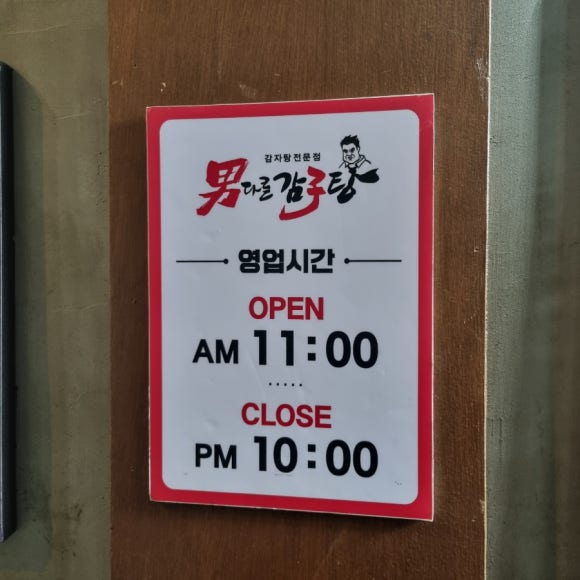 감자탕전문점
男다른감子탕
영업시간
OPEN
AM 11:00
CLOSE
PM 10:00